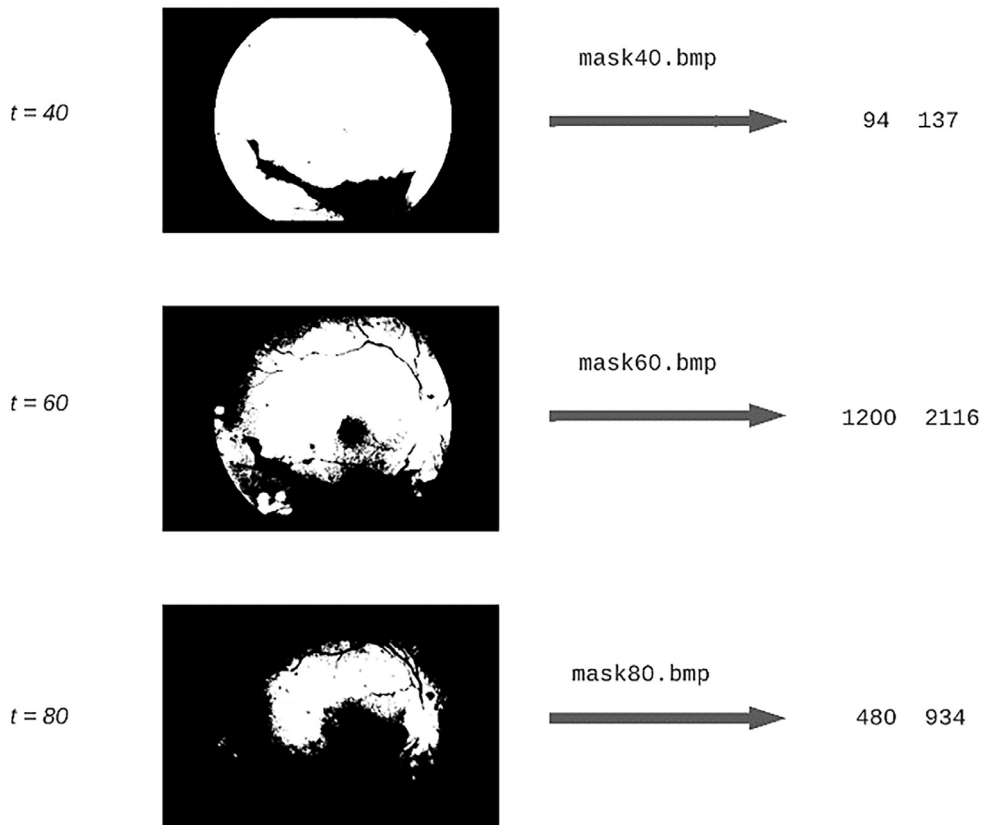 t = 40
mask40.bmp
94 137
t = 60
mask60.bmp
1200 2116
t = 80
mask80.bmp
480 934